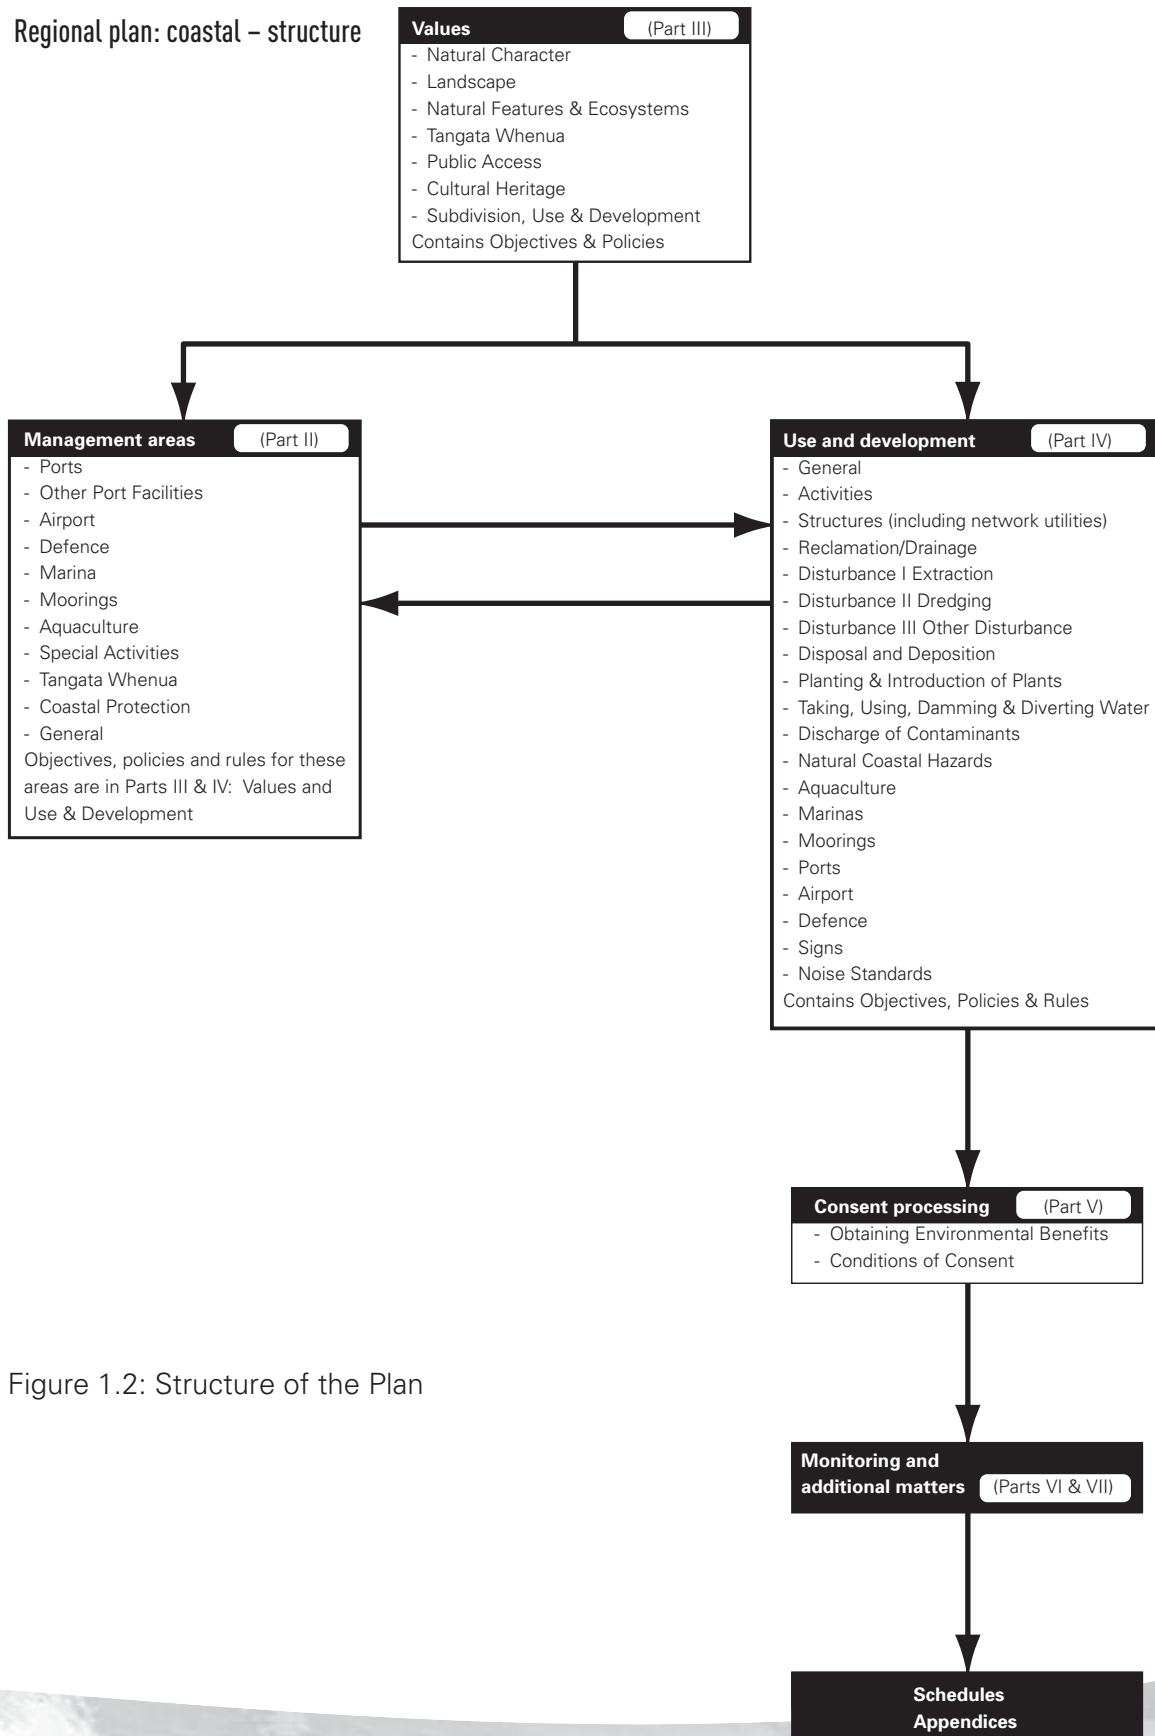 Regional plan: coastal – structure
Values (Part III)
- Natural Character
- Landscape
- Natural Features & Ecosystems
- Tangata Whenua
- Public Access
- Cultural Heritage
- Subdivision, Use & Development
Contains Objectives & Policies
Management areas (Part II)
- Ports
- Other Port Facilities
- Airport
- Defence
- Marina
- Moorings
- Aquaculture
- Special Activities
- Tangata Whenua
- Coastal Protection
- General
Objectives, policies and rules for these
areas are in Parts III & IV: Values and
Use & Development
Use and development (Part IV)
- General
- Activities
- Structures (including network utilities)
- Reclamation/Drainage
- Disturbance I Extraction
- Disturbance II Dredging
- Disturbance III Other Disturbance
- Disposal and Deposition
- Planting & Introduction of Plants
- Taking, Using, Damming & Diverting Water
- Discharge of Contaminants
- Natural Coastal Hazards
- Aquaculture
- Marinas
- Moorings
- Ports
- Airport
- Defence
- Signs
- Noise Standards
Contains Objectives, Policies & Rules
Consent processing (Part V)
- Obtaining Environmental Benefits
- Conditions of Consent
Figure 1.2: Structure of the Plan
Monitoring and
additional matters (Parts VI & VII)
Schedules
Appendices